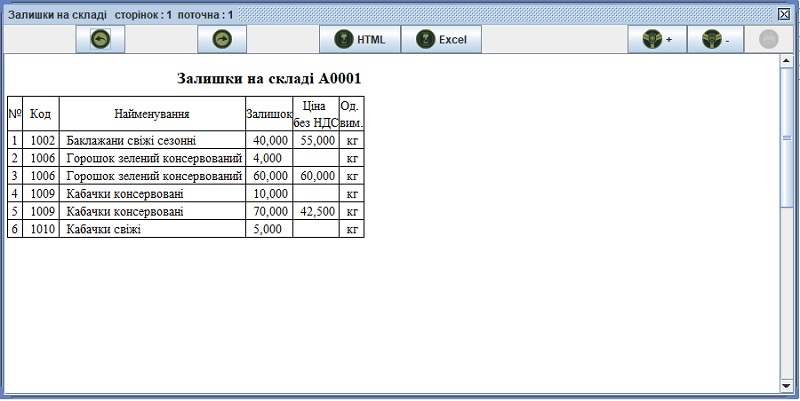 Залишки на складі сторінок : 1 поточна : 1
HTML Excel + -
Залишки на складі А0001
№ Код Найменування Залишок Ціна без НДС Од. вим.
1 1002 Баклажани свіжі сезонні 40,000 55,000 кг
2 1006 Горошок зелений консервований 4,000 кг
3 1006 Горошок зелений консервований 60,000 60,000 кг
4 1009 Кабачки консервовані 10,000 кг
5 1009 Кабачки консервовані 70,000 42,500 кг
6 1010 Кабачки свіжі 5,000 кг